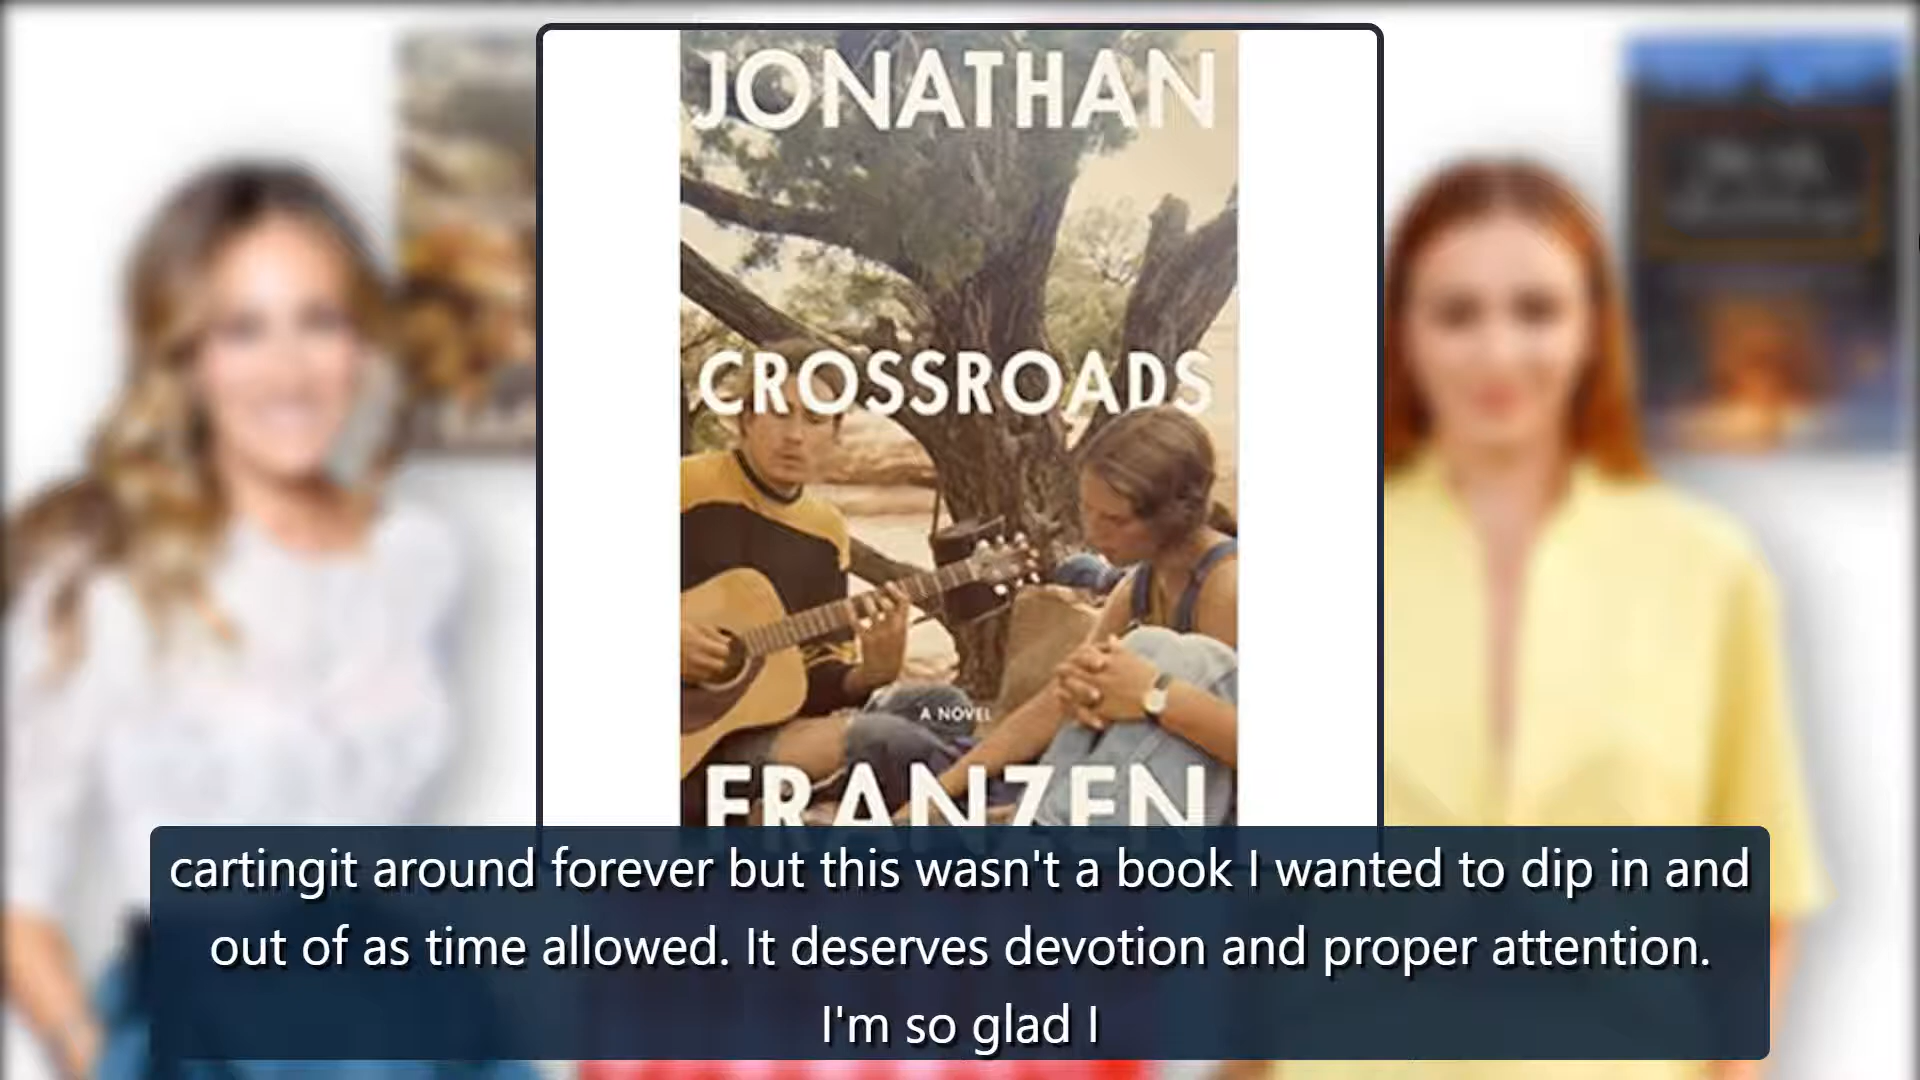 JONATHAN
CROSSROADS
A NOVEL
FRANZEN
cartingit around forever but this wasn't a book I wanted to dip in and
out of as time allowed. It deserves devotion and proper attention.
I'm so glad I